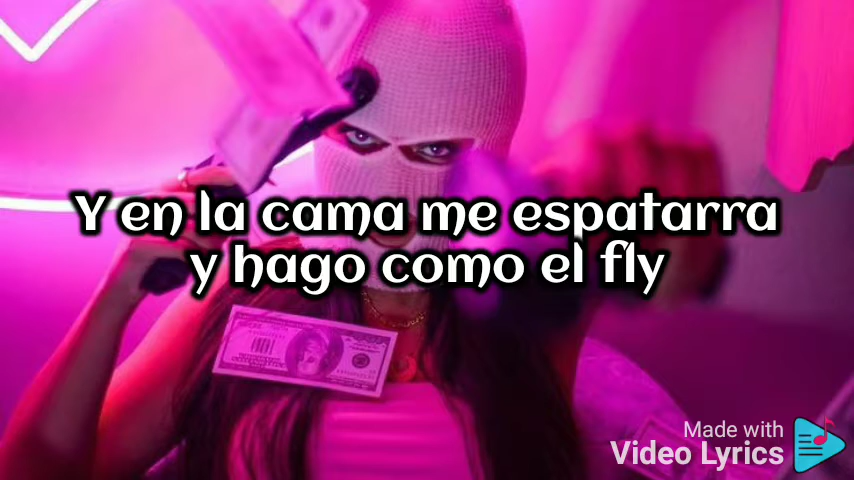 Y en la cama me espatarra
y hago como el fly
Made with
Video Lyrics